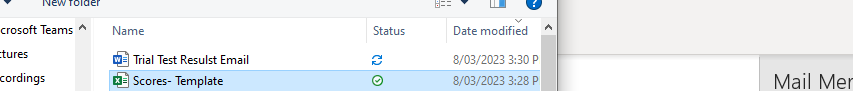 New folder
icrosoft Teams
Name
Status
Date modified
ctures
Trial Test Resulst Email
8/03/2023 3:30 P
cordings
Scores- Template
8/03/2023 3:28 P
Mail Mer